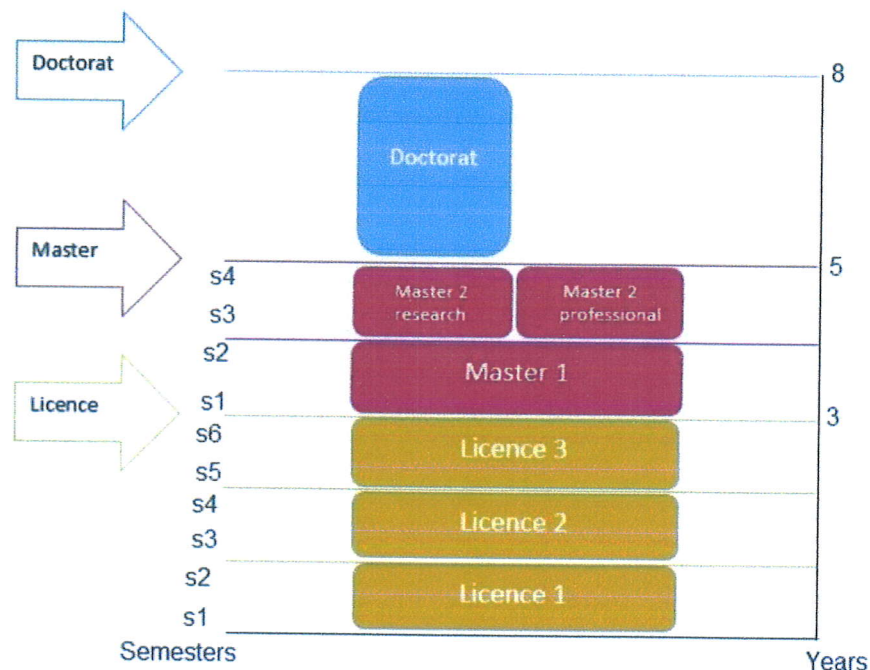 Doctorat
8
Doctorat
Master
5
s4
Master 2
research
Master 2
professional
s3
s2
Master 1
s1
Licence
3
s6
Licence 3
s5
s4
Licence 2
s3
s2
Licence 1
s1
Semesters
Years